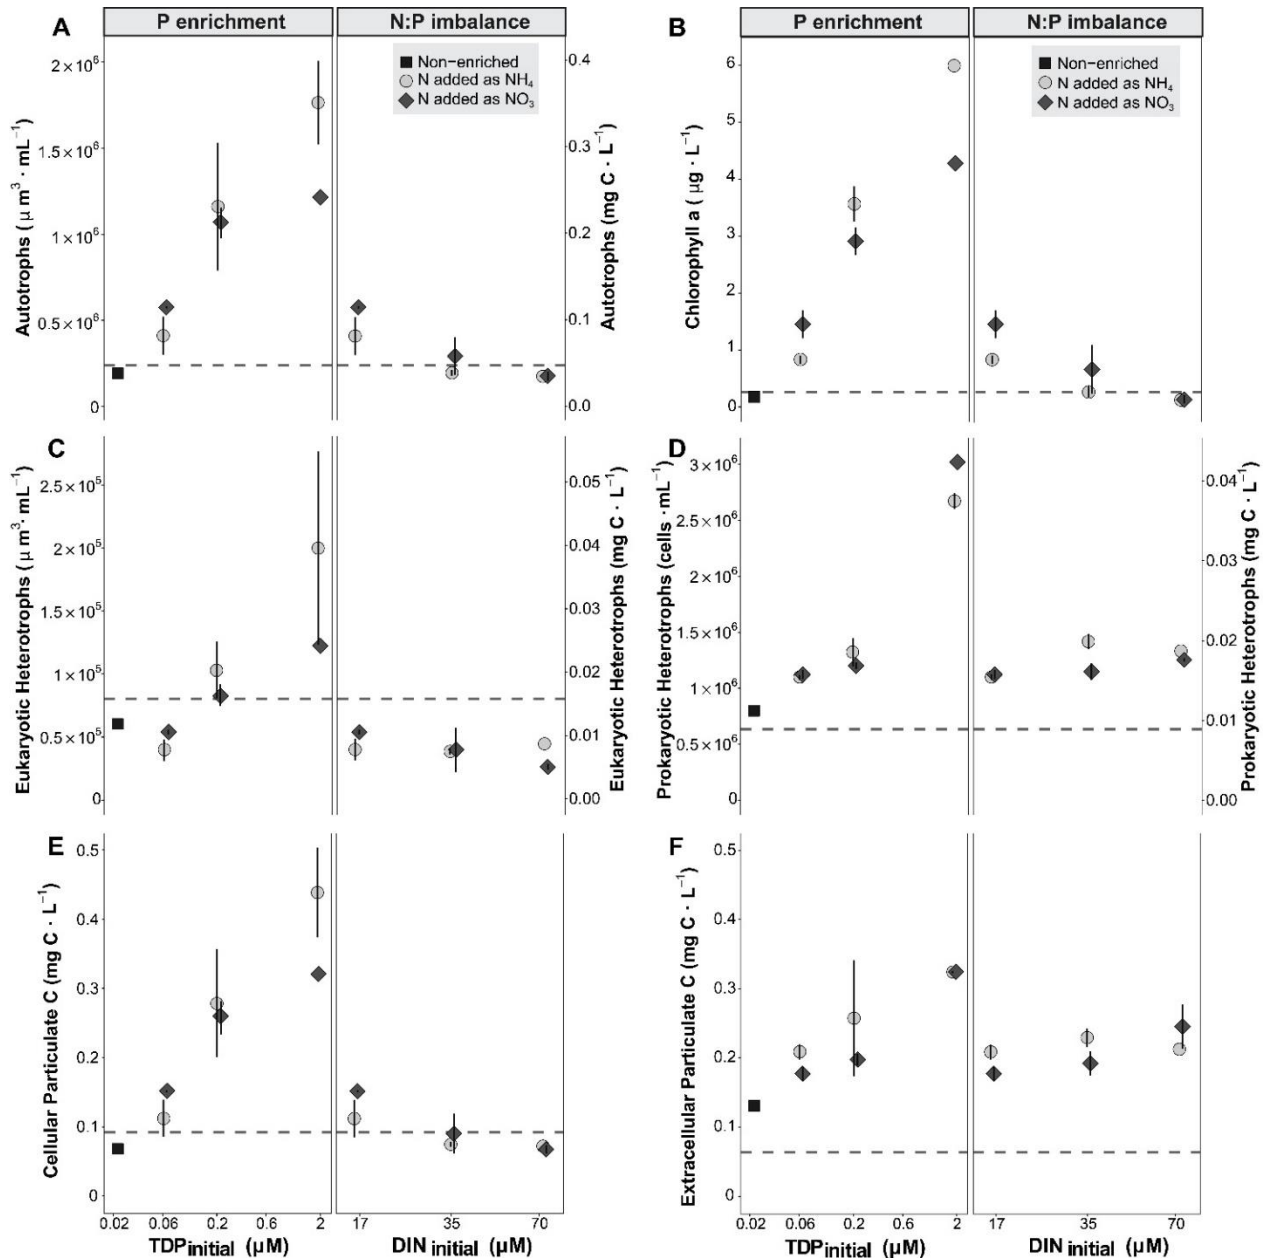 A
P enrichment
N:P imbalance
Non-enriched
N added as NH₄
N added as NO₃
2×10⁶
1.5×10⁶
1×10⁶
0.5×10⁶
0
Autotrophs (μm³·mL⁻¹)
0.4
0.3
0.2
0.1
0.0
Autotrophs (mg C · L⁻¹)
B
P enrichment
N:P imbalance
Non-enriched
N added as NH₄
N added as NO₃
6
5
4
3
2
1
0
Chlorophyll a (μg · L⁻¹)
C
2.5×10⁵
2×10⁵
1.5×10⁵
1×10⁵
0.5×10⁵
0
Eukaryotic Heterotrophs (μm³·mL⁻¹)
0.05
0.04
0.03
0.02
0.01
0.00
Eukaryotic Heterotrophs (mg C · L⁻¹)
D
3×10⁶
2.5×10⁶
2×10⁶
1.5×10⁶
1×10⁶
0.5×10⁶
0
Prokaryotic Heterotrophs (cells·mL⁻¹)
0.04
0.03
0.02
0.01
0.00
Prokaryotic Heterotrophs (mg C · L⁻¹)
E
0.5
0.4
0.3
0.2
0.1
0
Cellular Particulate C (mg C · L⁻¹)
0.02 0.06 0.2 0.6 2
TDPinitial (μM)
17 35 70
DIN initial (μM)
F
0.5
0.4
0.3
0.2
0.1
0
Extracellular Particulate C (mg C · L⁻¹)
0.02 0.06 0.2 0.6 2
TDPinitial (μM)
17 35 70
DIN initial (μM)